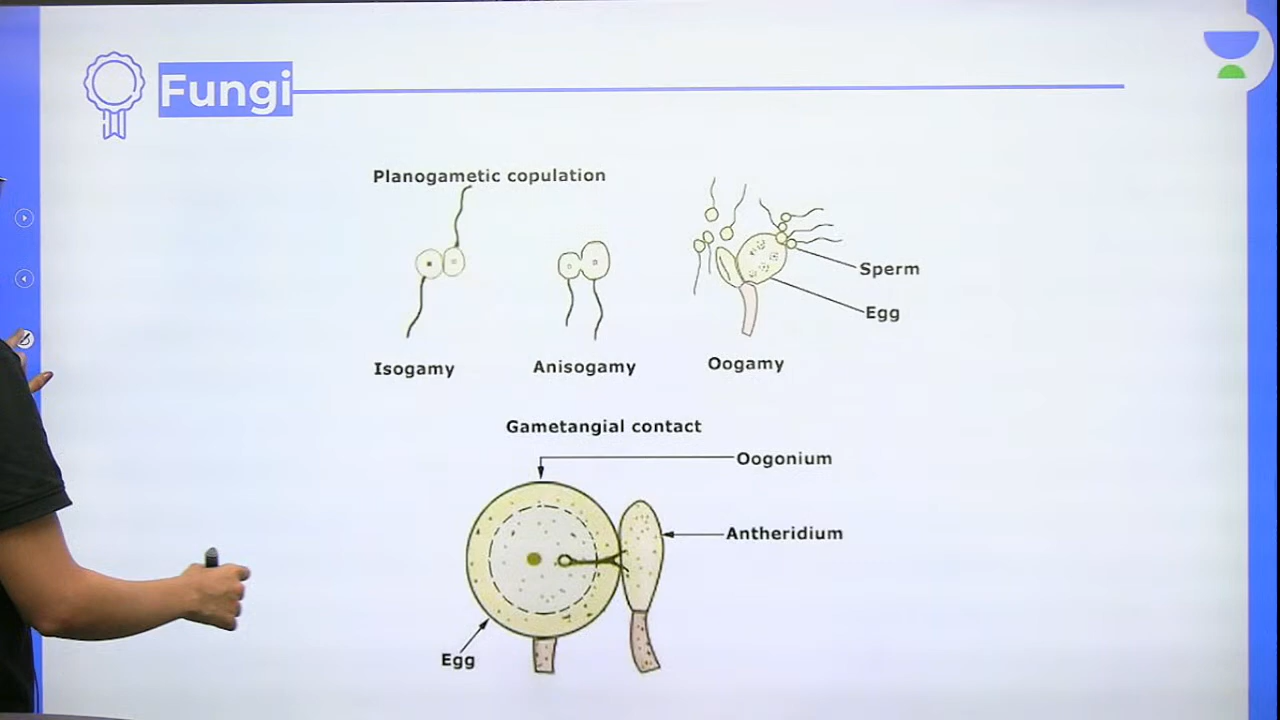 Fungi
Planogametic copulation
Sperm
Egg
Isogamy
Anisogamy
Oogamy
Gametangial contact
Oogonium
Antheridium
Egg